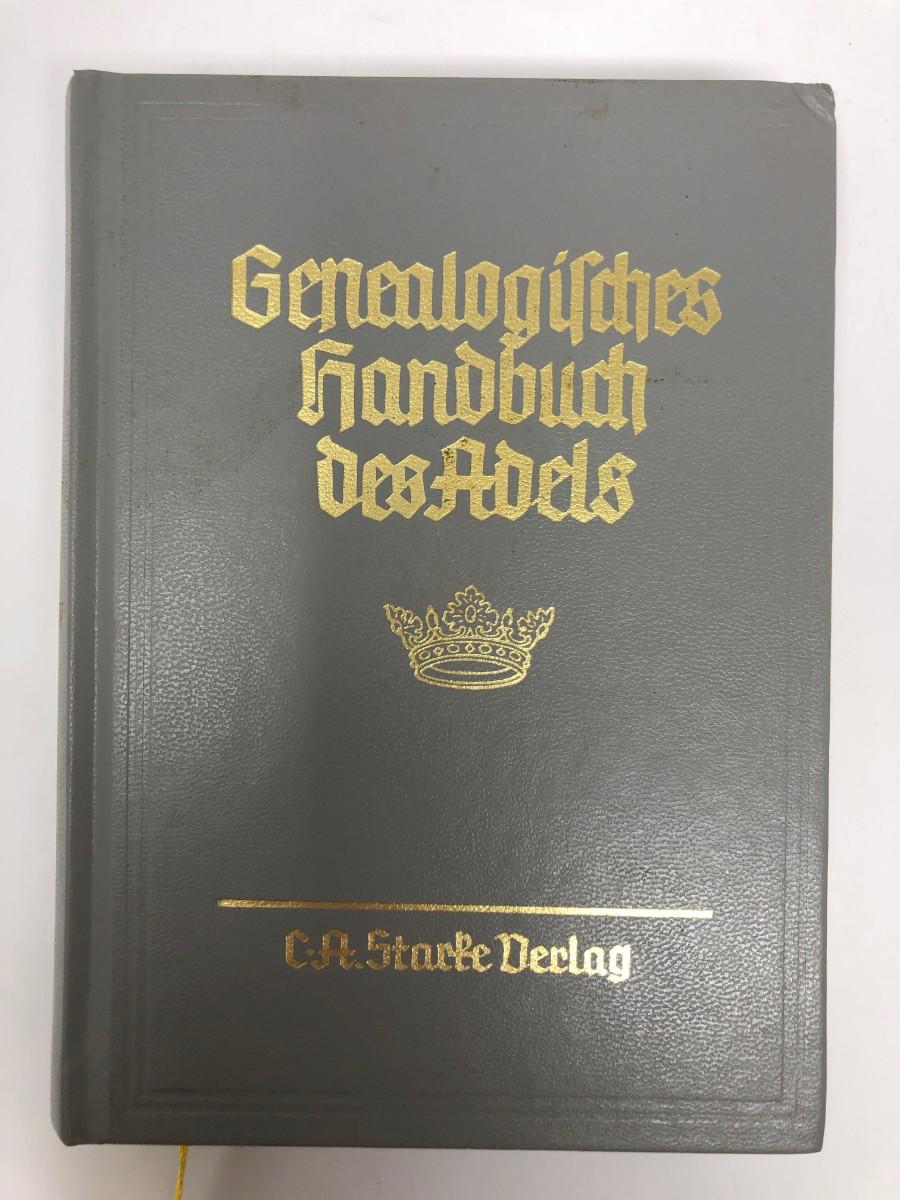 Genealogiſches
Handbuch
des Adels
C. A. Starke Verlag